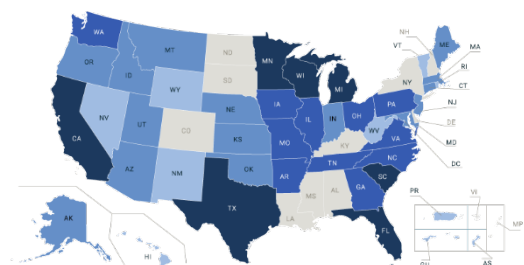 WA
MT
ND
MN
OR
ID
SD
WI
MI
WY
NE
IA
NV
UT
CO
KS
MO
IL
IN
OH
PA
NY
CA
AZ
NM
OK
AR
TN
KY
WV
VA
NC
SC
TX
LA
MS
AL
GA
FL
NH
VT
ME
MA
RI
CT
NJ
DE
MD
DC
AK
HI
PR
VI
MP
GU
AS